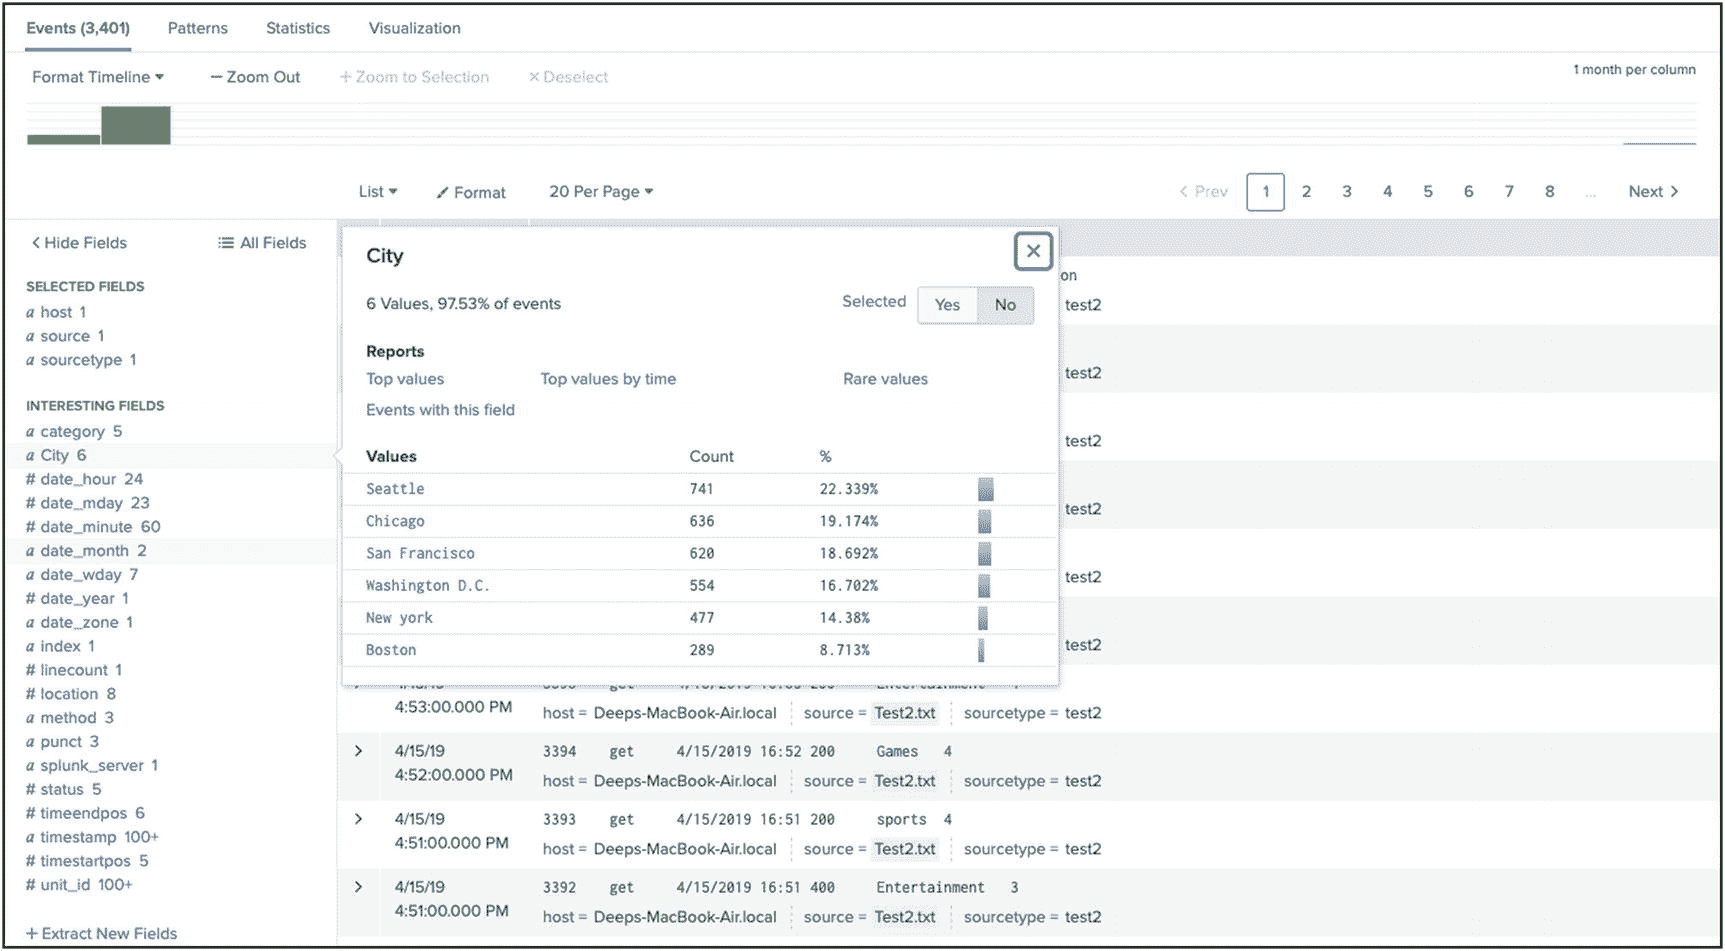 Events (3,401) Patterns Statistics Visualization
Format Timeline — Zoom Out + Zoom to Selection × Deselect
1 month per column
List Format 20 Per Page < Prev 1 2 3 4 5 6 7 8 ... Next >
< Hide Fields All Fields
SELECTED FIELDS
a host 1
a source 1
a sourcetype 1
INTERESTING FIELDS
a category 5
a City 6
# date_hour 24
# date_mday 23
# date_minute 60
a date_month 2
a date_wday 7
# date_year 1
a date_zone 1
a index 1
# linecount 1
# location 8
a method 3
a punct 3
a splunk_server 1
# status 5
# timeendpos 6
a timestamp 100+
# timestartpos 5
# unit_id 100+
+ Extract New Fields
City
6 Values, 97.53% of events
Selected Yes No
Reports
Top values Top values by time Rare values
Events with this field
Values Count %
Seattle 741 22.339%
Chicago 636 19.174%
San Francisco 620 18.692%
Washington D.C. 554 16.702%
New york 477 14.38%
Boston 289 8.713%
on
test2
test2
test2
test2
test2
test2
4:53:00.000 PM host = Deeps-MacBook-Air.local source = Test2.txt sourcetype = test2
> 4/15/19 3394 get 4/15/2019 16:52 200 Games 4
4:52:00.000 PM host = Deeps-MacBook-Air.local source = Test2.txt sourcetype = test2
> 4/15/19 3393 get 4/15/2019 16:51 200 sports 4
4:51:00.000 PM host = Deeps-MacBook-Air.local source = Test2.txt sourcetype = test2
> 4/15/19 3392 get 4/15/2019 16:51 400 Entertainment 3
4:51:00.000 PM host = Deeps-MacBook-Air.local source = Test2.txt sourcetype = test2